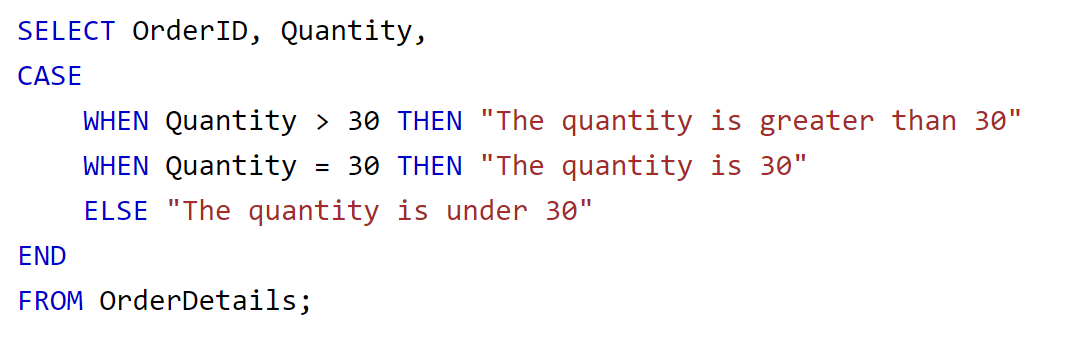 SELECT OrderID, Quantity,
CASE
    WHEN Quantity > 30 THEN "The quantity is greater than 30"
    WHEN Quantity = 30 THEN "The quantity is 30"
    ELSE "The quantity is under 30"
END
FROM OrderDetails;